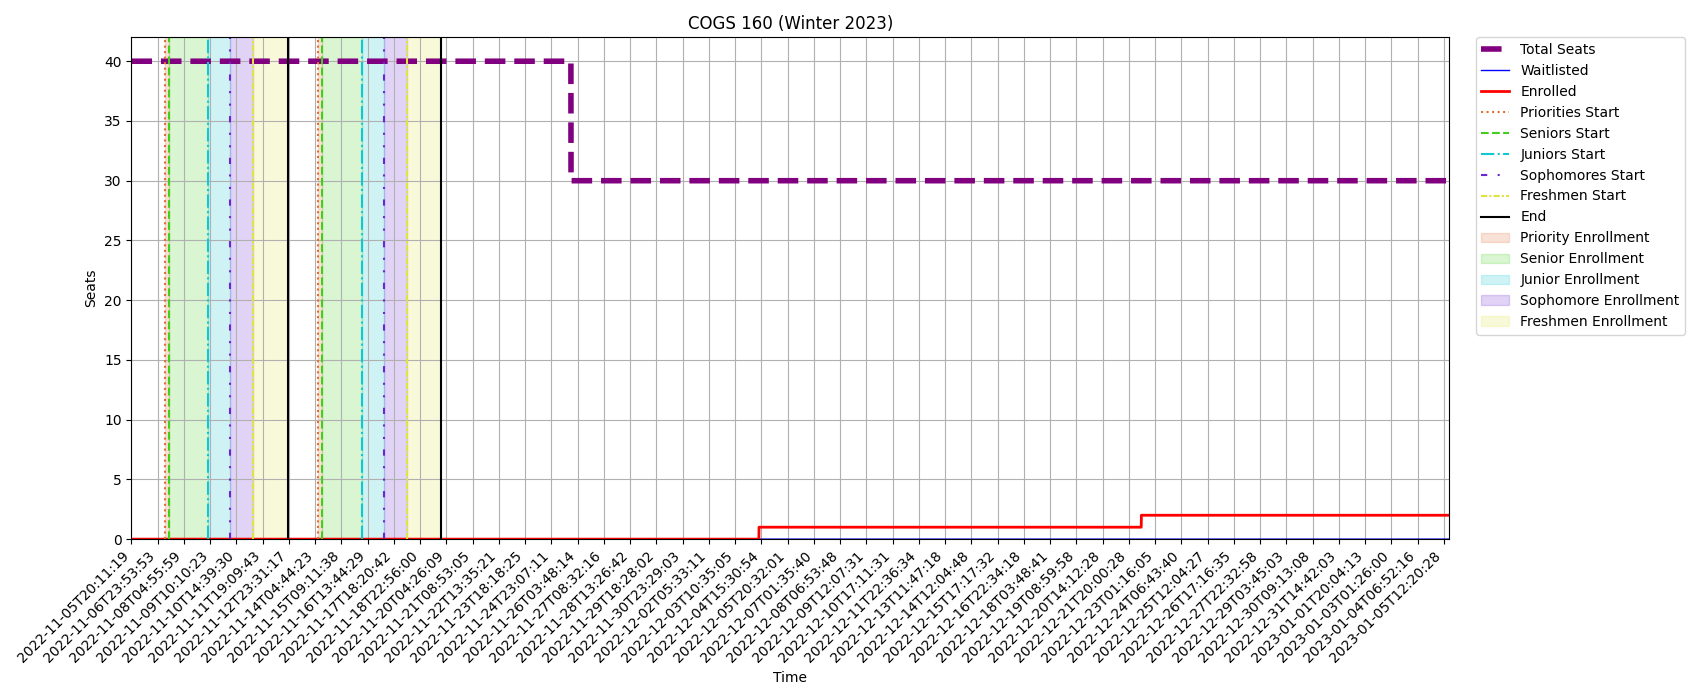 COGS 160 (Winter 2023)
Seats
40
35
30
25
20
15
10
5
0
2022-11-05T20:11:19
2022-11-06T23:53:53
2022-11-08T04:55:59
2022-11-09T10:10:23
2022-11-10T14:39:30
2022-11-11T19:09:43
2022-11-12T23:31:17
2022-11-14T04:44:23
2022-11-15T09:11:38
2022-11-16T13:44:29
2022-11-17T18:20:42
2022-11-18T22:56:00
2022-11-20T04:26:09
2022-11-21T08:53:05
2022-11-22T13:35:21
2022-11-23T18:18:25
2022-11-24T23:07:11
2022-11-26T03:48:14
2022-11-27T08:32:16
2022-11-28T13:26:42
2022-11-29T18:28:02
2022-11-30T23:29:03
2022-12-02T05:33:11
2022-12-03T10:35:05
2022-12-04T15:30:54
2022-12-05T20:32:01
2022-12-07T01:35:40
2022-12-08T06:53:48
2022-12-09T12:07:31
2022-12-10T17:11:31
2022-12-11T22:36:34
2022-12-13T11:47:18
2022-12-14T12:04:48
2022-12-15T17:17:32
2022-12-16T22:34:18
2022-12-18T03:48:41
2022-12-19T08:59:58
2022-12-20T14:12:28
2022-12-21T20:00:28
2022-12-23T01:16:05
2022-12-24T06:43:40
2022-12-25T12:04:27
2022-12-26T17:16:35
2022-12-27T22:32:58
2022-12-29T03:45:03
2022-12-30T09:13:08
2022-12-31T14:42:03
2023-01-01T20:04:13
2023-01-03T01:26:00
2023-01-04T06:52:16
2023-01-05T12:20:28
Time
Total Seats
Waitlisted
Enrolled
Priorities Start
Seniors Start
Juniors Start
Sophomores Start
Freshmen Start
End
Priority Enrollment
Senior Enrollment
Junior Enrollment
Sophomore Enrollment
Freshmen Enrollment